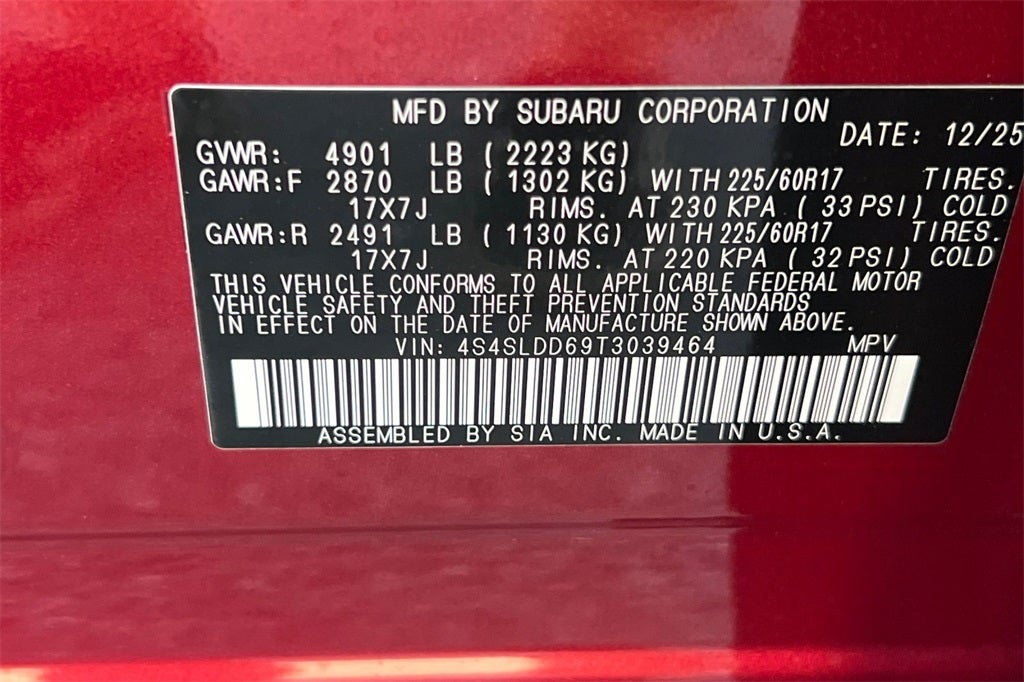 MFD BY SUBARU CORPORATION
DATE: 12/25
GVWR: 4901 LB ( 2223 KG)
GAWR:F 2870 LB ( 1302 KG) WITH 225/60R17 TIRES.
17X7J RIMS. AT 230 KPA ( 33 PSI) COLD
GAWR:R 2491 LB ( 1130 KG) WITH 225/60R17 TIRES.
17X7J RIMS. AT 220 KPA ( 32 PSI) COLD
THIS VEHICLE CONFORMS TO ALL APPLICABLE FEDERAL MOTOR
VEHICLE SAFETY AND THEFT PREVENTION STANDARDS
IN EFFECT ON THE DATE OF MANUFACTURE SHOWN ABOVE.
VIN: 4S4SLDD69T3039464 MPV
ASSEMBLED BY SIA INC. MADE IN U.S.A.